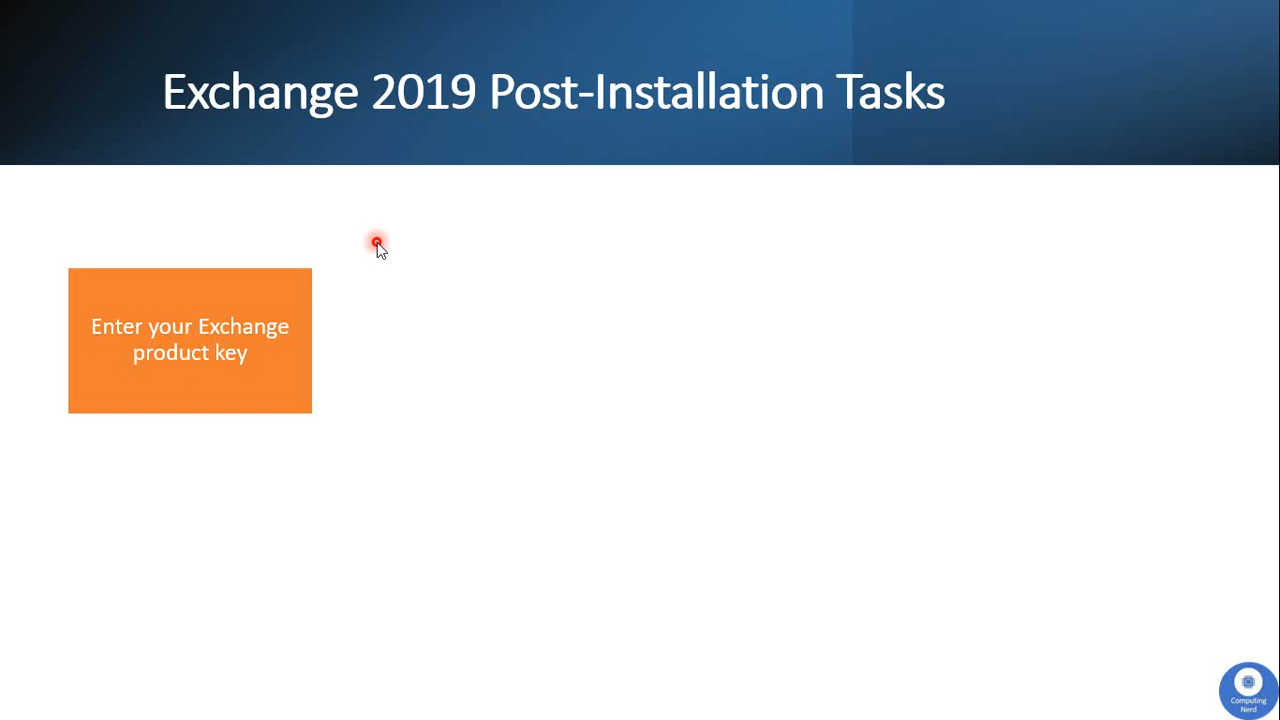 Exchange 2019 Post-Installation Tasks
Enter your Exchange
product key
Computing
Nerd